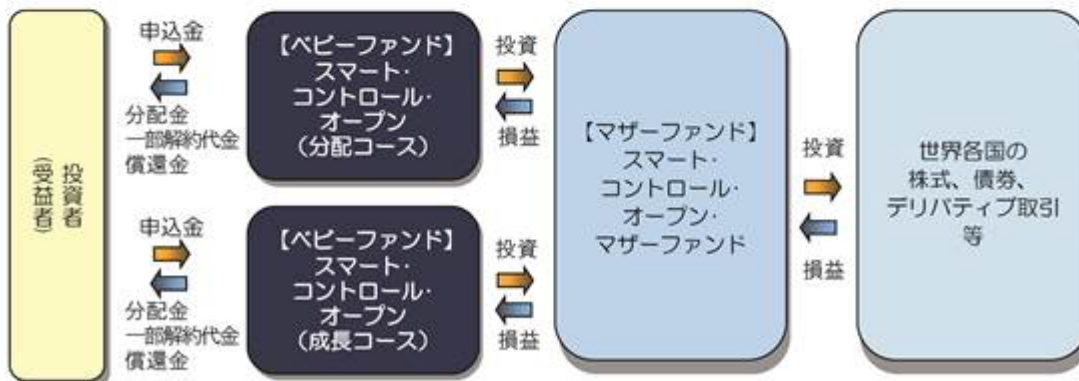 投資者
(受益者)
申込金
分配金
一部解約代金
償還金
【ベビーファンド】
スマート・
コントロール・
オープン
(分配コース)
投資
損益
申込金
分配金
一部解約代金
償還金
【ベビーファンド】
スマート・
コントロール・
オープン
(成長コース)
投資
損益
【マザーファンド】
スマート・
コントロール・
オープン・
マザーファンド
投資
損益
世界各国の
株式、債券、
デリバティブ取引
等